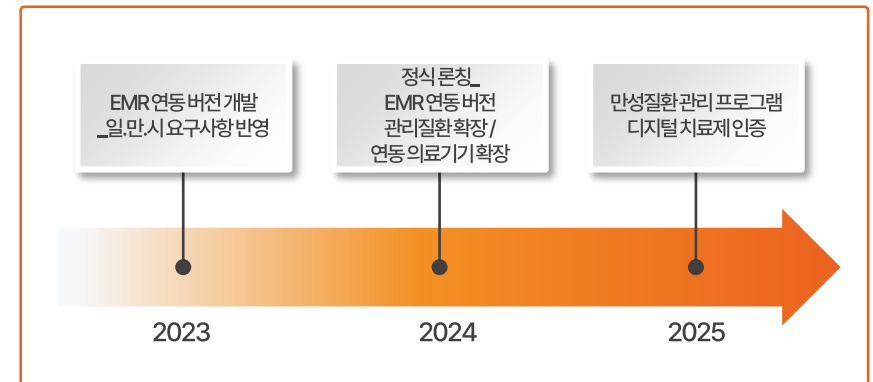 EMR 연동 버전 개발
_일.만.시 요구사항 반영
정식 론칭_
EMR 연동 버전
관리질환 확장 /
연동 의료기기 확장
만성질환 관리 프로그램
디지털 치료제 인증
2023
2024
2025